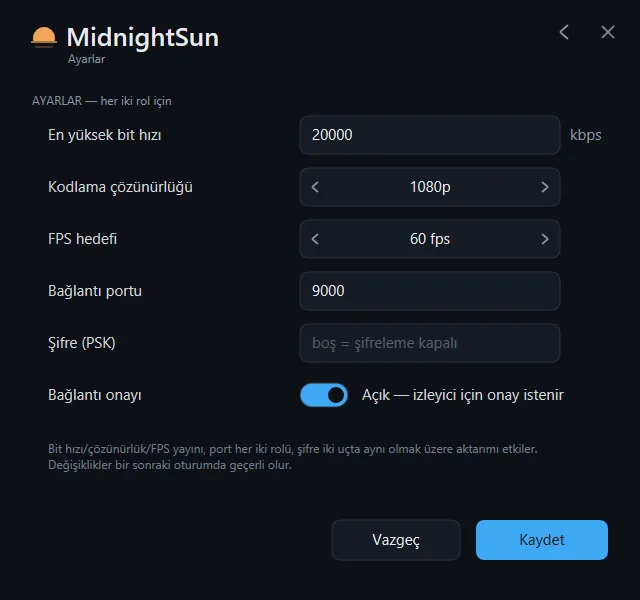 MidnightSun
Ayarlar
AYARLAR — her iki rol için
En yüksek bit hızı 20000 kbps
Kodlama çözünürlüğü 1080p
FPS hedefi 60 fps
Bağlantı portu 9000
Şifre (PSK) boş = şifreleme kapalı
Bağlantı onayı Açık — izleyici için onay istenir
Bit hızı/çözünürlük/FPS yayını, port her iki rolü, şifre iki uçta aynı olmak üzere aktarımı etkiler.
Değişiklikler bir sonraki oturumda geçerli olur.
Vazgeç Kaydet